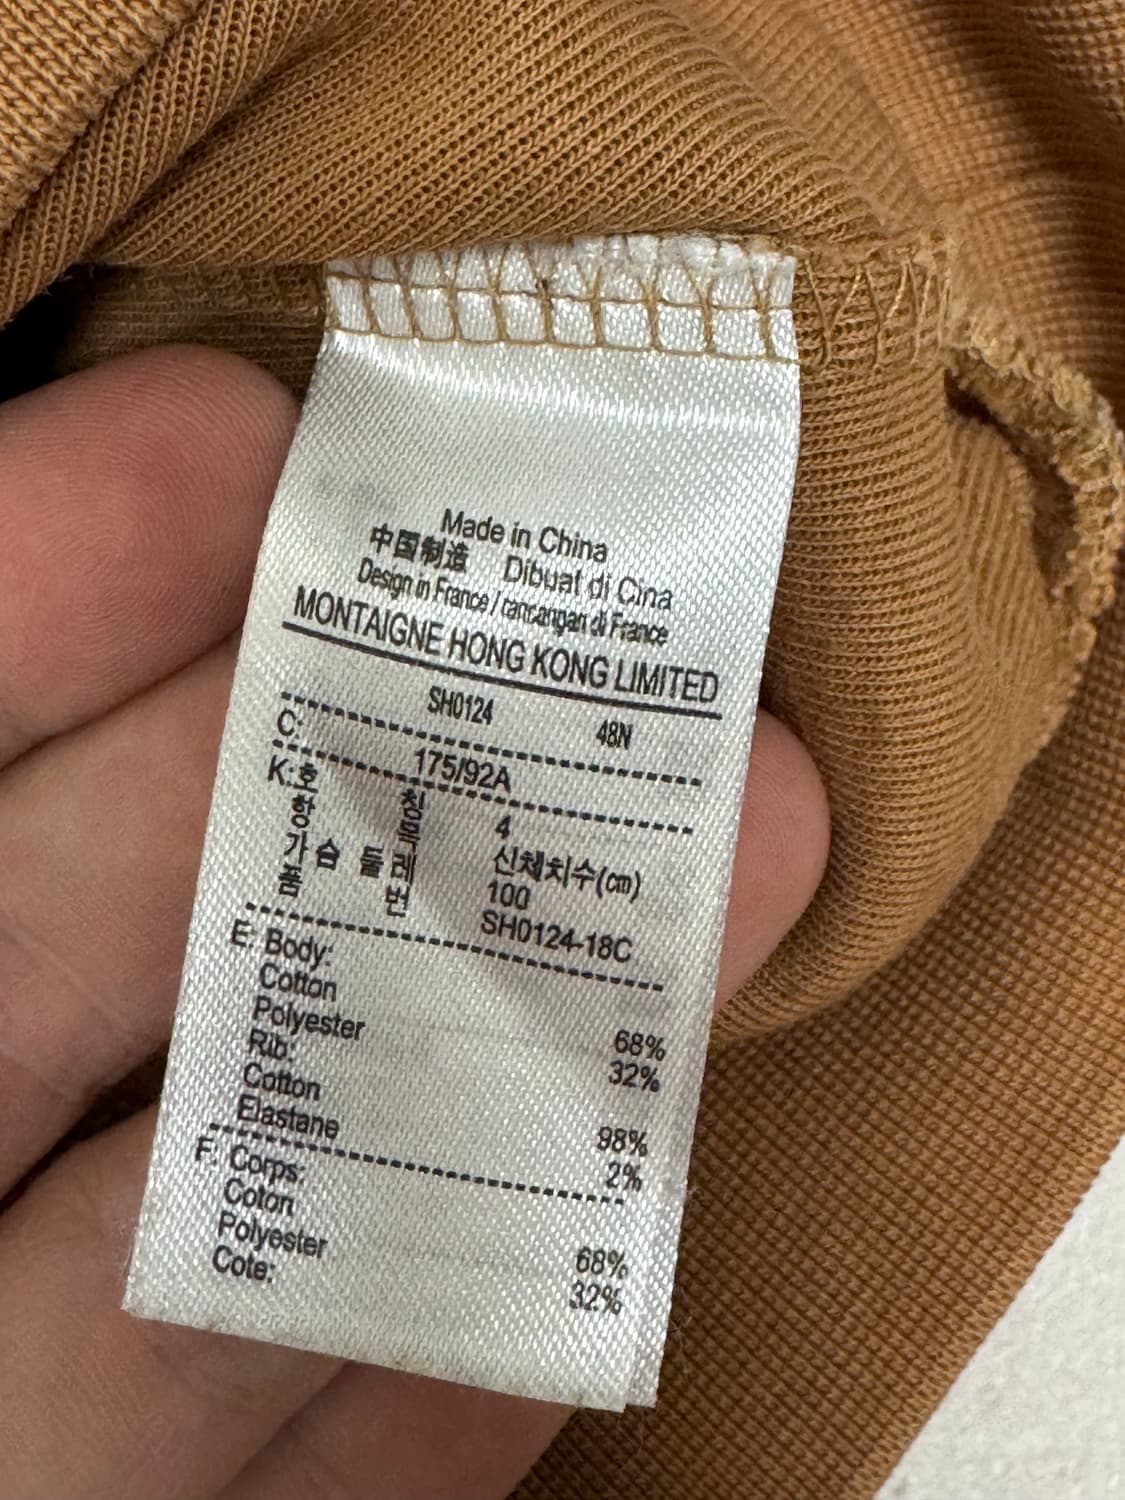 Made in China
中国制造 Dibuat di Cina
Design in France / rancangan di France
MONTAIGNE HONG KONG LIMITED
SH0124 48N
C: 175/92A
K: 호칭 4
항목 신체치수(cm)
가슴둘레 100
품번 SH0124-18C
E: Body:
Cotton 68%
Polyester 32%
Rib:
Cotton 98%
Elastane 2%
F: Corps:
Coton 68%
Polyester 32%
Cote: